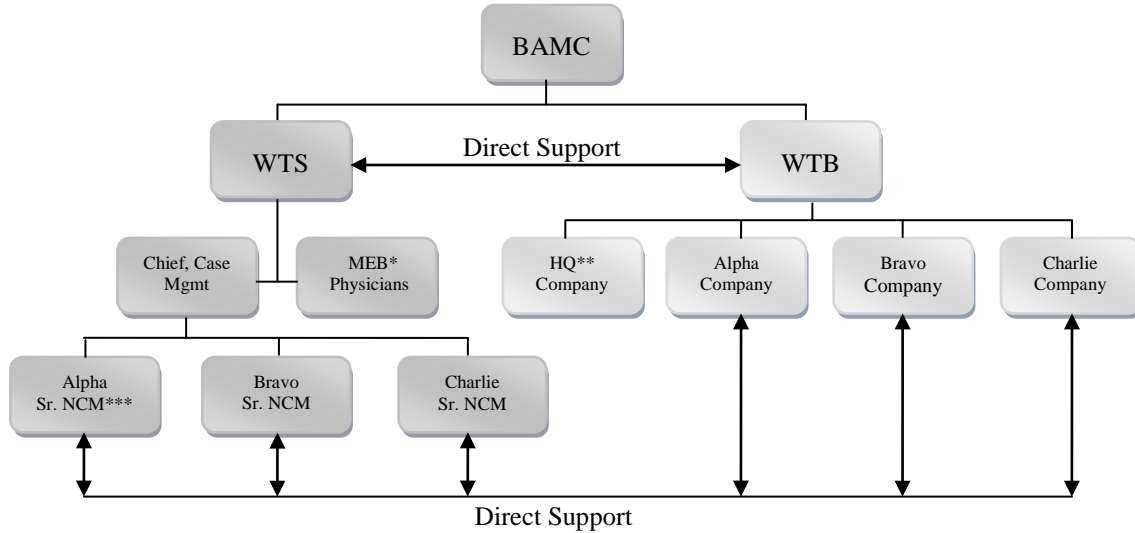 BAMC
WTS
Direct Support
WTB
Chief, Case
Mgmt
MEB*
Physicians
HQ**
Company
Alpha
Company
Bravo
Company
Charlie
Company
Alpha
Sr. NCM***
Bravo
Sr. NCM
Charlie
Sr. NCM
Direct Support